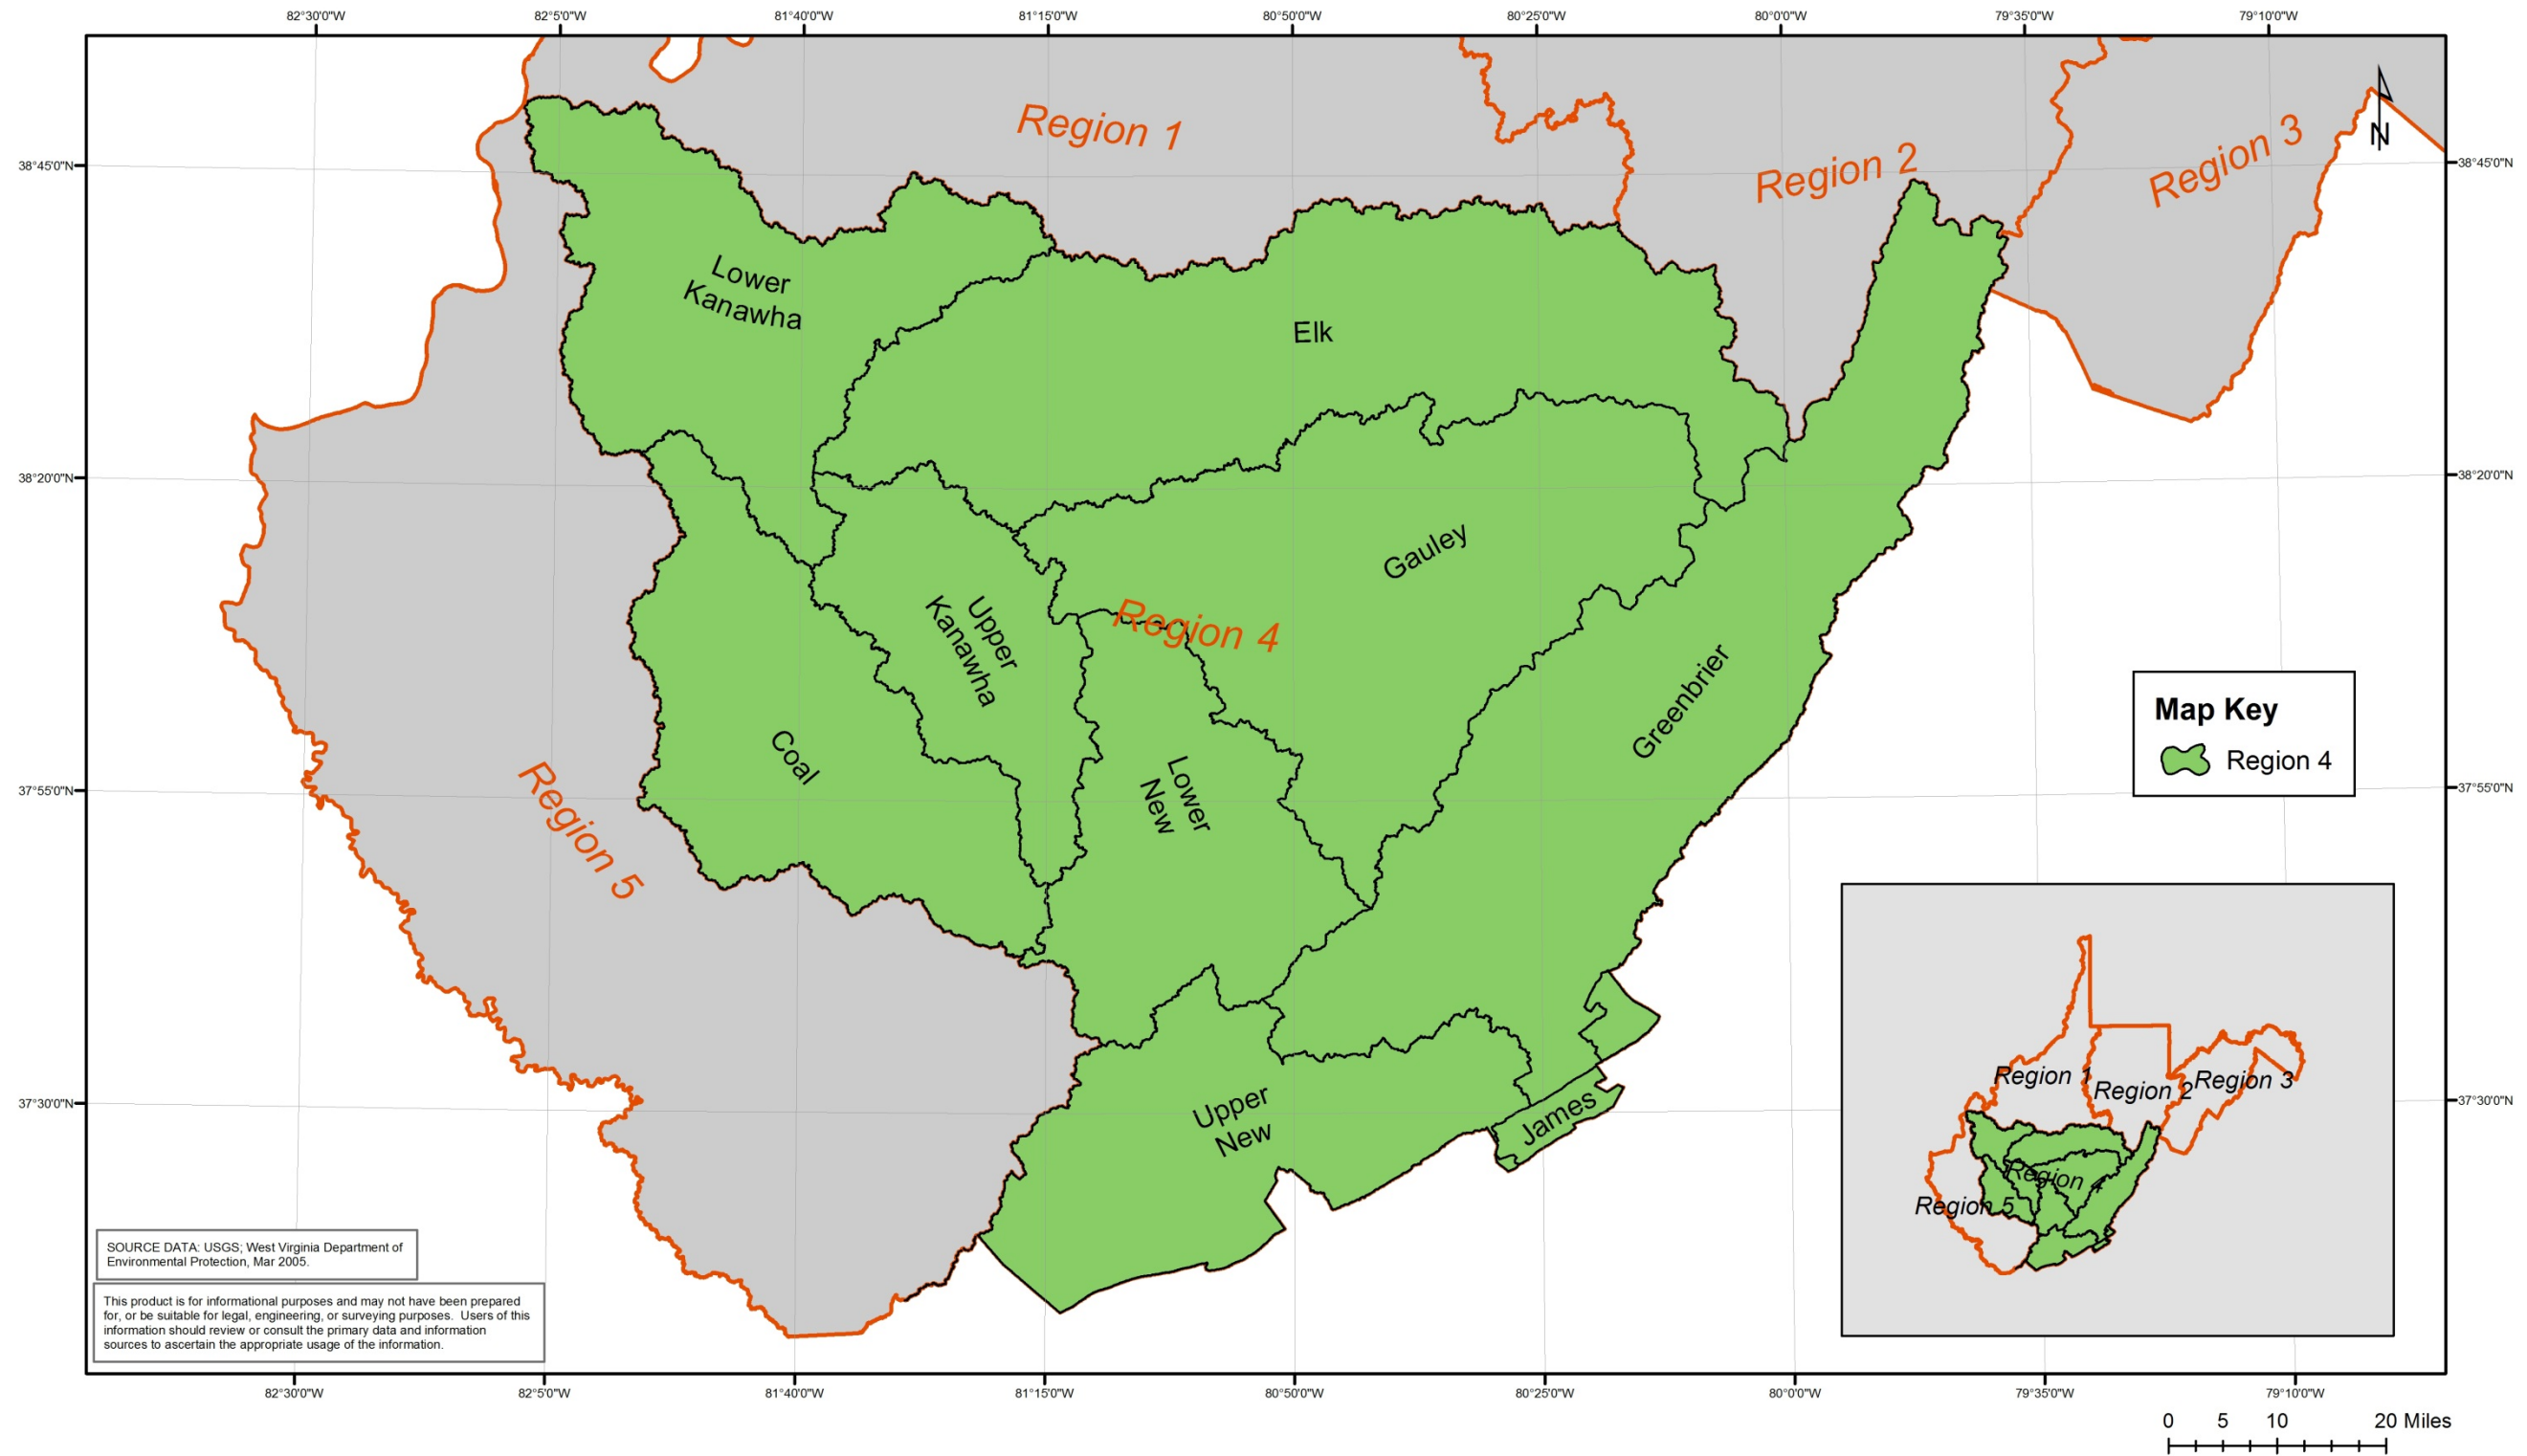 82°30'0"W
82°5'0"W
81°40'0"W
81°15'0"W
80°50'0"W
80°25'0"W
80°0'0"W
79°35'0"W
79°10'0"W
38°45'0"N
38°45'0"N
38°20'0"N
38°20'0"N
37°55'0"N
37°55'0"N
37°30'0"N
37°30'0"N
Region 1
Region 2
Region 3
N
Lower
Kanawha
Elk
Gauley
Upper
Kanawha
Region 4
Greenbrier
Coal
Lower
New
Region 5
Upper
New
James
Map Key
Region 4
Region 1
Region 2
Region 3
Region 4
Region 5
SOURCE DATA: USGS; West Virginia Department of
Environmental Protection, Mar 2005.
This product is for informational purposes and may not have been prepared
for, or be suitable for legal, engineering, or surveying purposes. Users of this
information should review or consult the primary data and information
sources to ascertain the appropriate usage of the information.
82°30'0"W
82°5'0"W
81°40'0"W
81°15'0"W
80°50'0"W
80°25'0"W
80°0'0"W
79°35'0"W
79°10'0"W
0 5 10 20 Miles